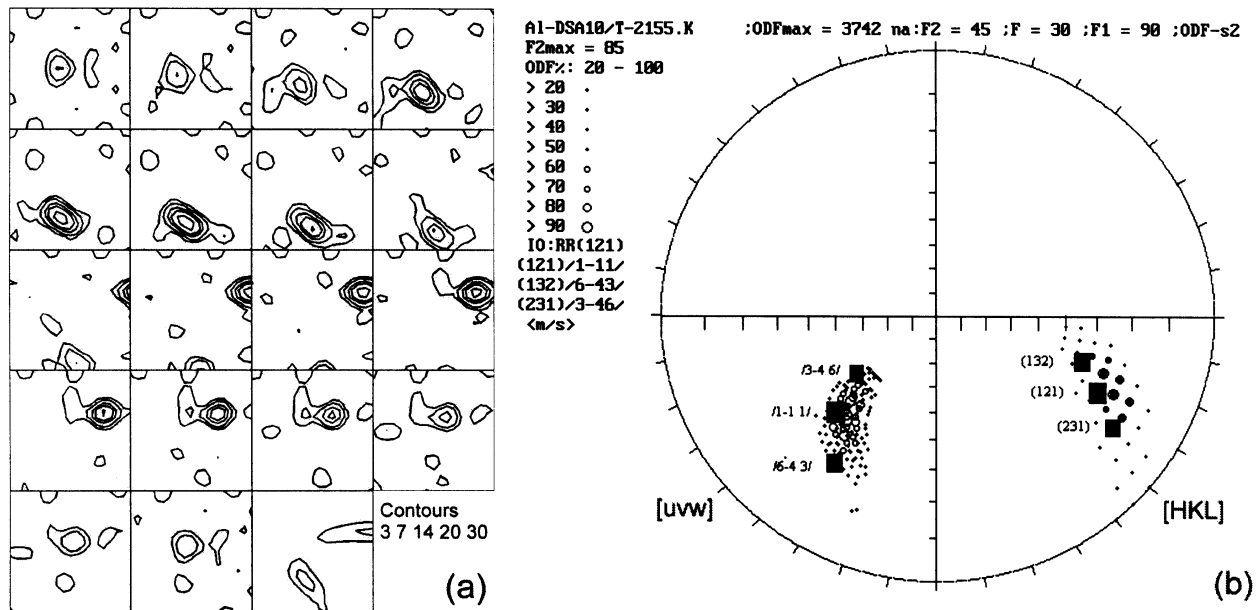 Al-DSA10/T-2155.K ;ODFmax = 3742 na:F2 = 45 ;F = 30 ;F1 = 90 ;ODF-s2
F2max = 85
ODF%: 20 - 100
> 20
> 30
> 40
> 50
> 60
> 70
> 80
> 90
IO:RR(121)
(121)/1-11/
(132)/6-43/
(231)/3-46/
<m/s>
/3-4 6/
/1-1 1/
/6-4 3/
(132)
(121)
(231)
[uvw]
[HKL]
Contours
3 7 14 20 30
(a)
(b)